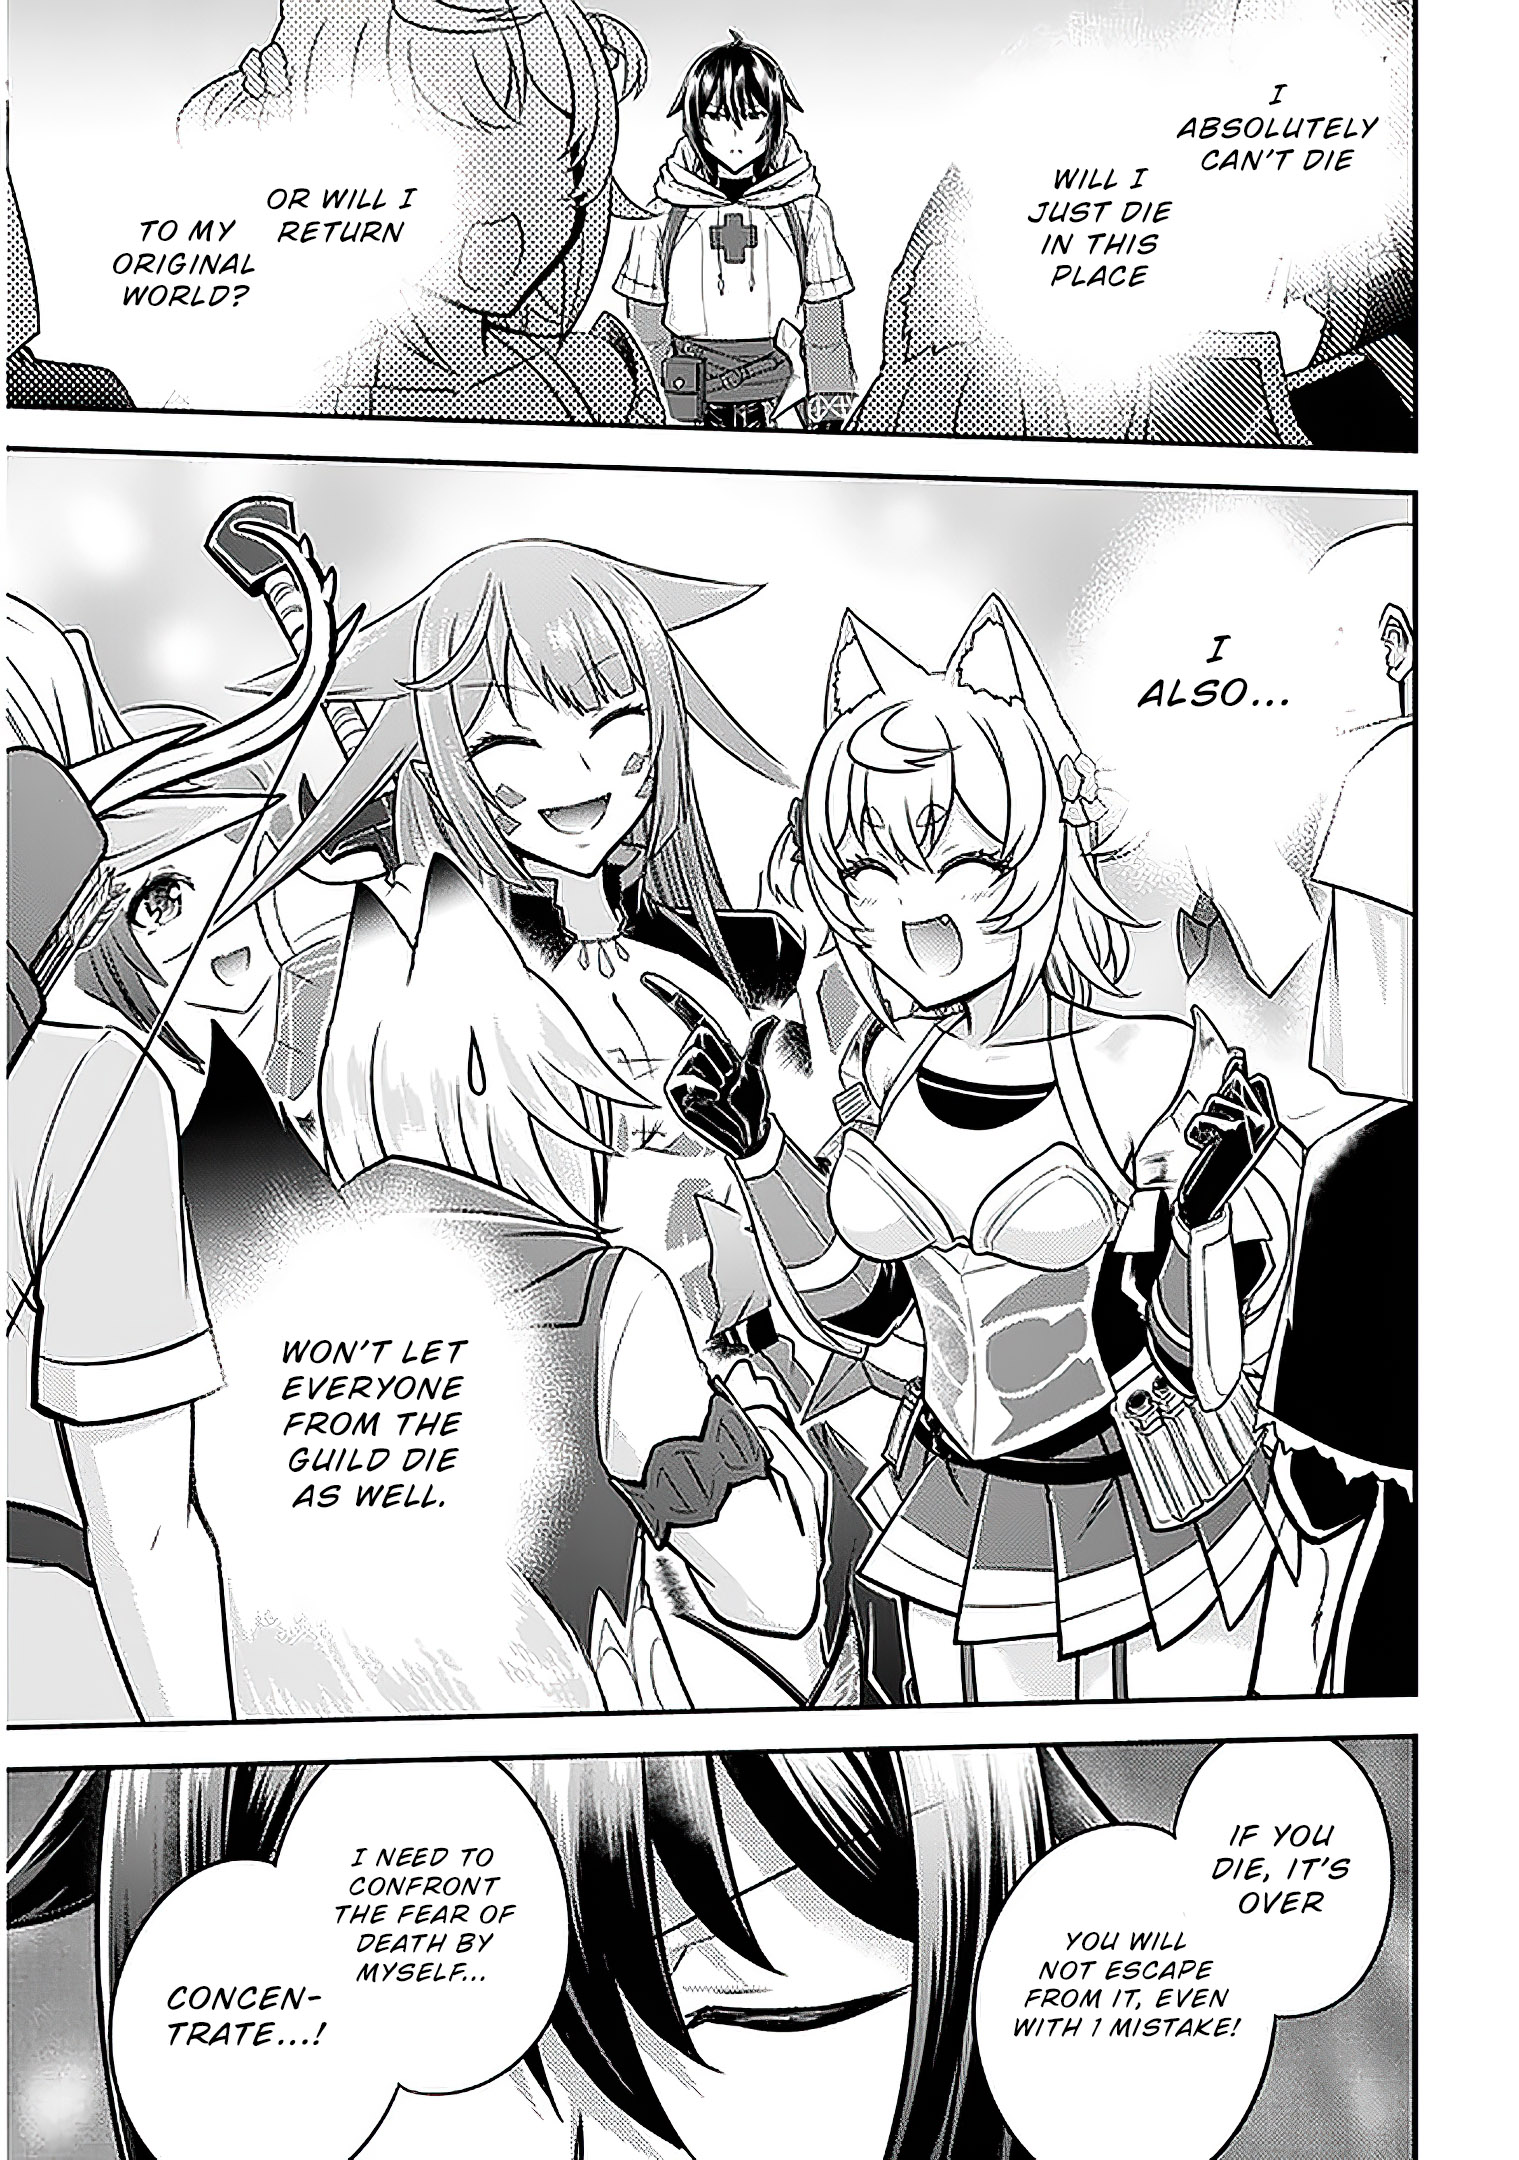 I
ABSOLUTELY
CAN'T DIE
WILL I
JUST DIE
IN THIS
PLACE
OR WILL I
RETURN
TO MY
ORIGINAL
WORLD?
I
ALSO...
WON'T LET
EVERYONE
FROM THE
GUILD DIE
AS WELL.
IF YOU
DIE, IT'S
OVER
YOU WILL
NOT ESCAPE
FROM IT, EVEN
WITH 1 MISTAKE!
I NEED TO
CONFRONT
THE FEAR OF
DEATH BY
MYSELF...
CONCEN-
TRATE...!